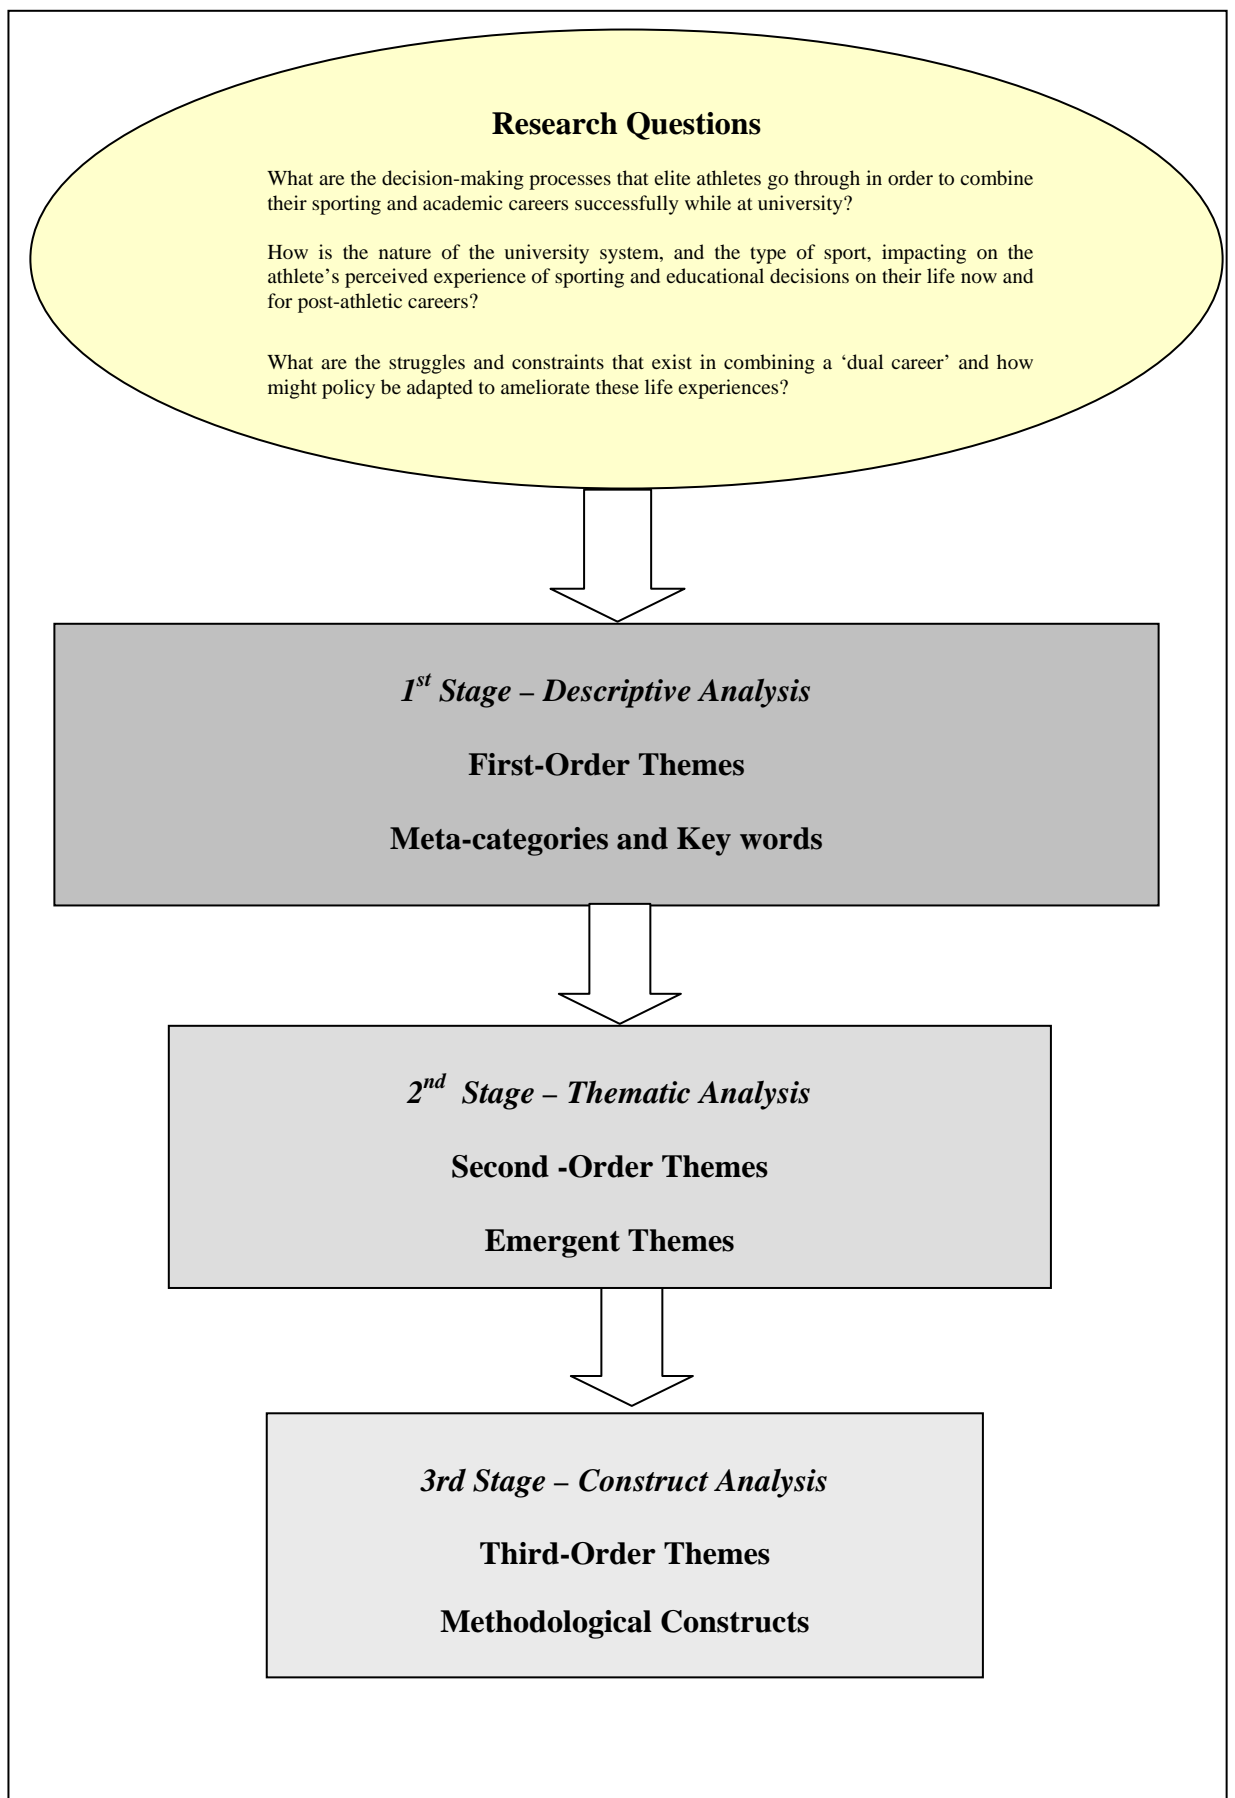 Research Questions
What are the decision-making processes that elite athletes go through in order to combine
their sporting and academic careers successfully while at university?
How is the nature of the university system, and the type of sport, impacting on the
athlete’s perceived experience of sporting and educational decisions on their life now and
for post-athletic careers?
What are the struggles and constraints that exist in combining a ‘dual career’ and how
might policy be adapted to ameliorate these life experiences?
1st Stage – Descriptive Analysis
First-Order Themes
Meta-categories and Key words
2nd Stage – Thematic Analysis
Second -Order Themes
Emergent Themes
3rd Stage – Construct Analysis
Third-Order Themes
Methodological Constructs